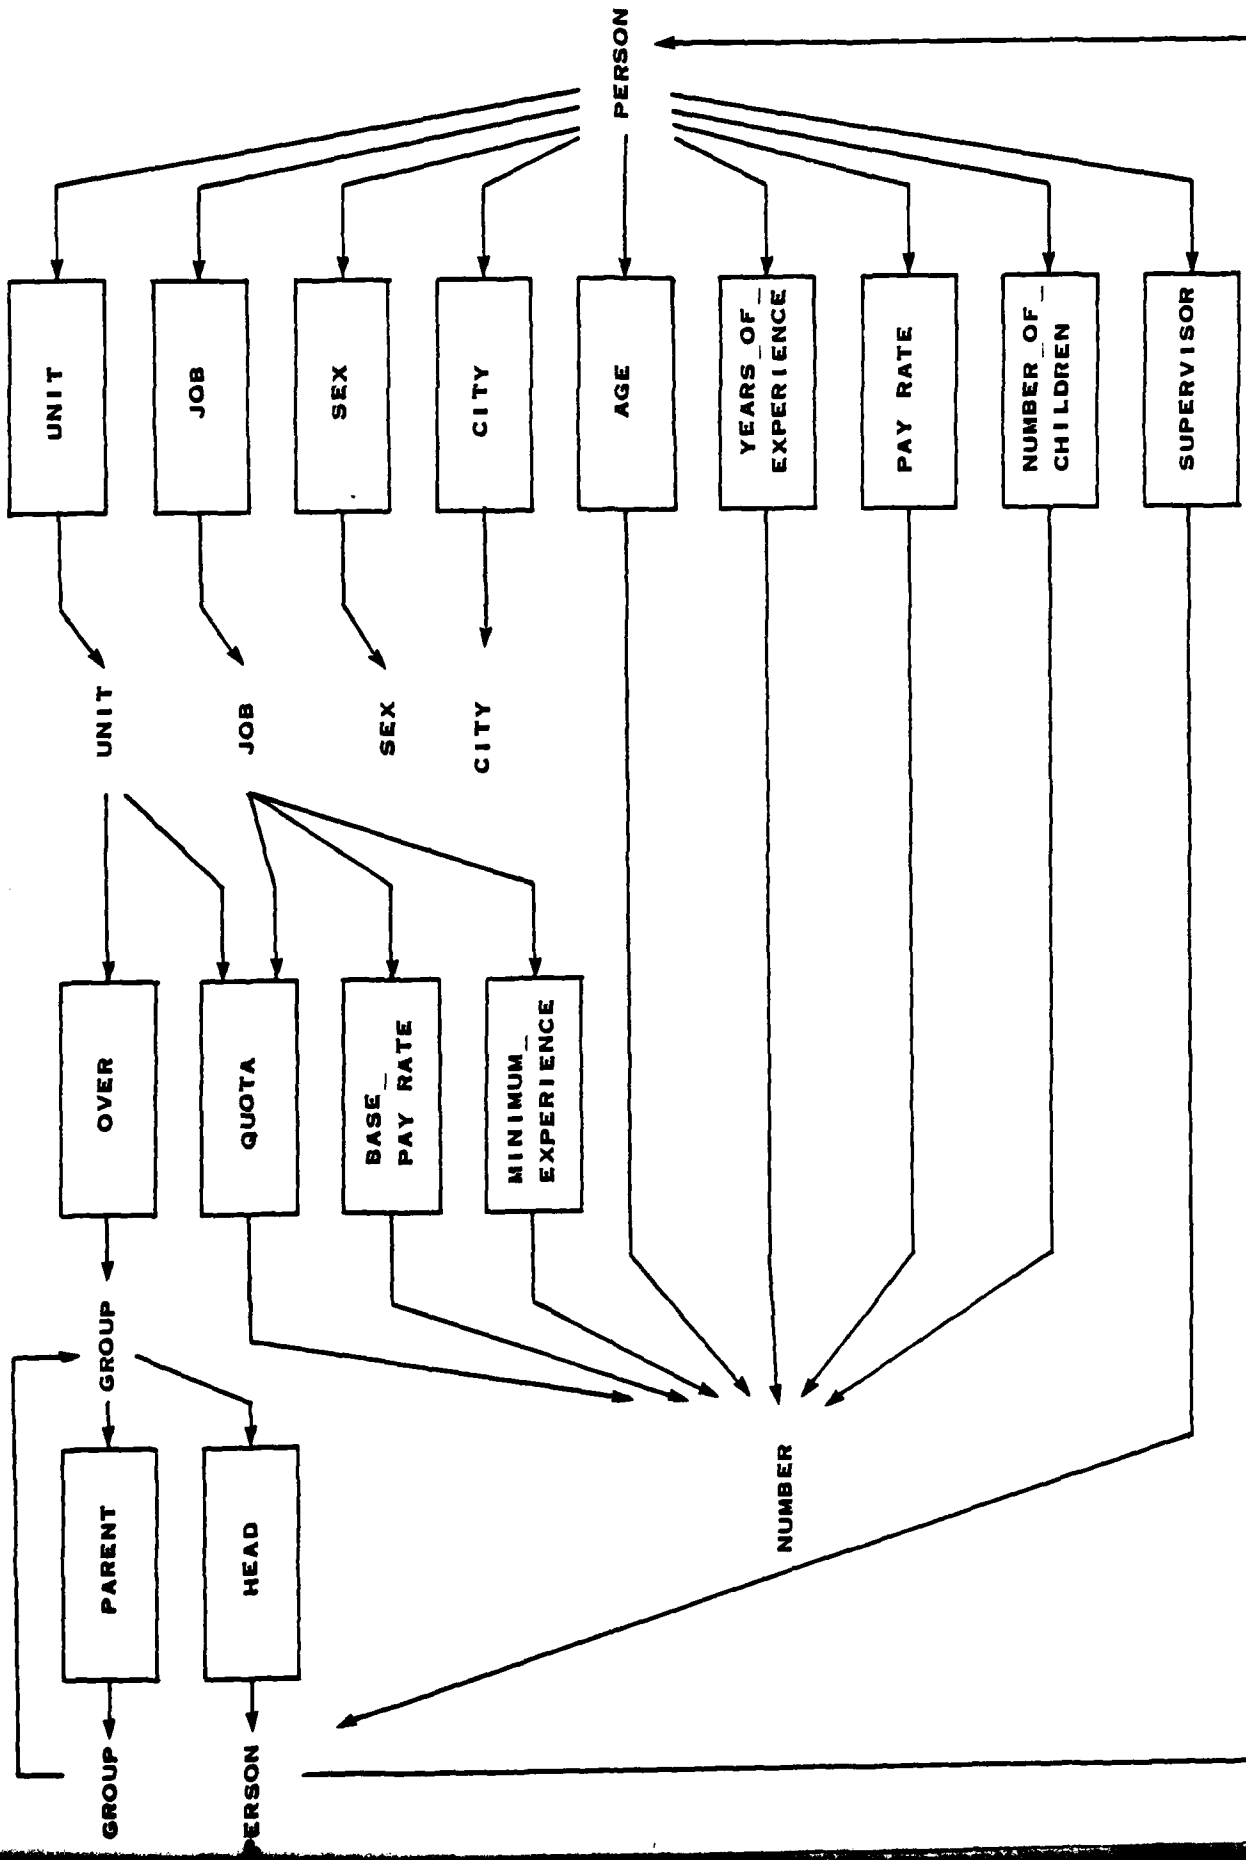 UNIT
GROUP
PARENT
GROUP
OVER
UNIT
JOB
PERSON
HEAD
QUOTA
JOB
SEX
BASE_
PAY RATE
SEX
CITY
CITY
MINIMUM_
EXPERIENCE
AGE
PERSON
YEARS_OF_
EXPERIENCE
NUMBER
PAY RATE
NUMBER_OF_
CHILDREN
SUPERVISOR